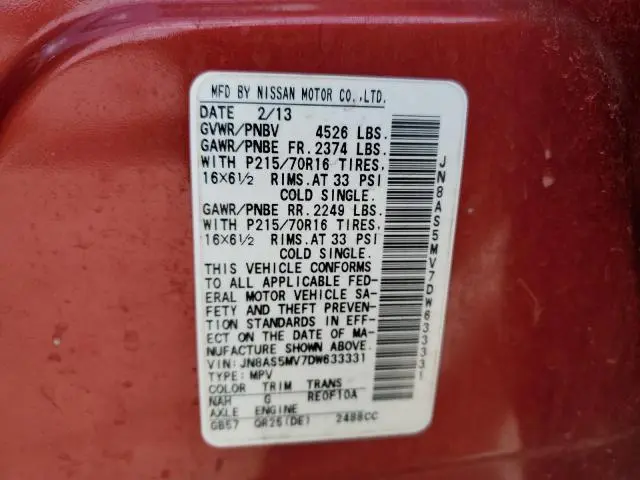 MFD BY NISSAN MOTOR CO.,LTD.
DATE 2/13
GVWR/PNBV 4526 LBS.
GAWR/PNBE FR. 2374 LBS.
WITH P215/70R16 TIRES,
16×6½ RIMS.AT 33 PSI
COLD SINGLE.
GAWR/PNBE RR. 2249 LBS.
WITH P215/70R16 TIRES,
16×6½ RIMS.AT 33 PSI
COLD SINGLE.
THIS VEHICLE CONFORMS
TO ALL APPLICABLE FED-
ERAL MOTOR VEHICLE SA-
FETY AND THEFT PREVEN-
TION STANDARDS IN EFF-
ECT ON THE DATE OF MA-
NUFACTURE SHOWN ABOVE.
VIN: JN8AS5MV7DW633331
TYPE: MPV
COLOR TRIM TRANS
NAH G RE0F10A
AXLE ENGINE
GB57 QR25(DE) 2488CC
JN8AS5MV7DW633331